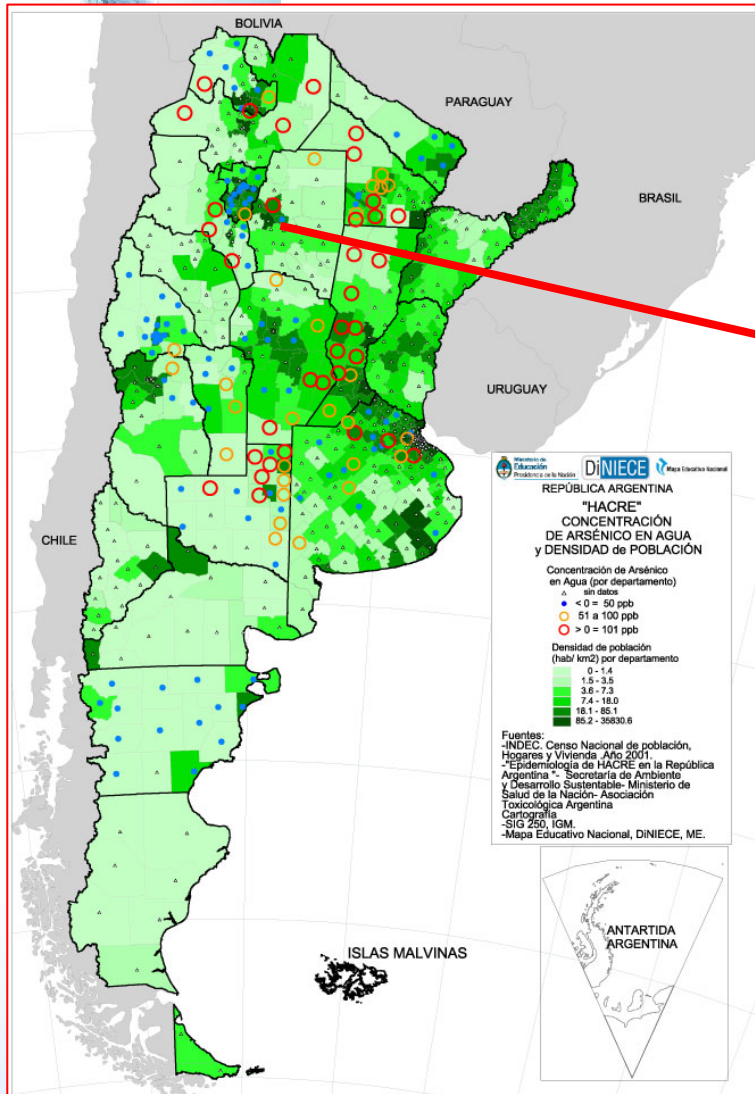 BOLIVIA
PARAGUAY
BRASIL
URUGUAY
CHILE
Ministerio de
Educación
Presidencia de la Nación
DiNIECE
Mapa Educativo Nacional
REPÚBLICA ARGENTINA
"HACRE"
CONCENTRACIÓN
DE ARSÉNICO EN AGUA
y DENSIDAD de POBLACIÓN
Concentración de Arsénico
en Agua (por departamento)
sin datos
< 0 = 50 ppb
51 a 100 ppb
> 0 = 101 ppb
Densidad de población
(hab/ km2) por departamento
0 - 1.4
1.5 - 3.5
3.6 - 7.3
7.4 - 18.0
18.1 - 85.1
85.2 - 35830.6
Fuentes:
-INDEC. Censo Nacional de población,
Hogares y Vivienda .Año 2001.
-"Epidemiología de HACRE en la República
Argentina "- Secretaría de Ambiente
y Desarrollo Sustentable- Ministerio de
Salud de la Nación- Asociación
Toxicológica Argentina
Cartografía
-SIG 250, IGM.
-Mapa Educativo Nacional, DiNIECE, ME.
ANTARTIDA
ARGENTINA
ISLAS MALVINAS